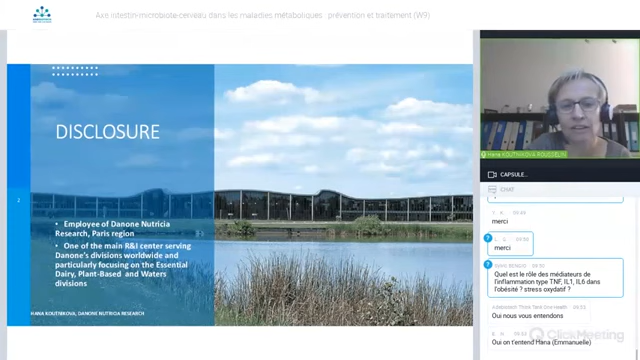 Axe intestin-microbiote-cerveau dans les maladies métaboliques : prévention et traitement (W9)
DISCLOSURE
2
• Employee of Danone Nutricia
Research, Paris region
• One of the main R&I center serving
Danone's divisions worldwide and
particularly focusing on the Essential
Dairy, Plant-Based and Waters
divisions
HANA KOUTNIKOVA, DANONE NUTRICIA RESEARCH
Hana KOUTNIKOVA ROUSSELIN
CAPSULE...
CHAT
merci
merci
Quel est le rôle des médiateurs de
l'inflammation type TNF, IL1, IL6 dans
l'obésité ? stress oxydatif ?
Oui nous vous entendons
Oui on t'entend Hana (Emmanuelle)
ClickMeeting